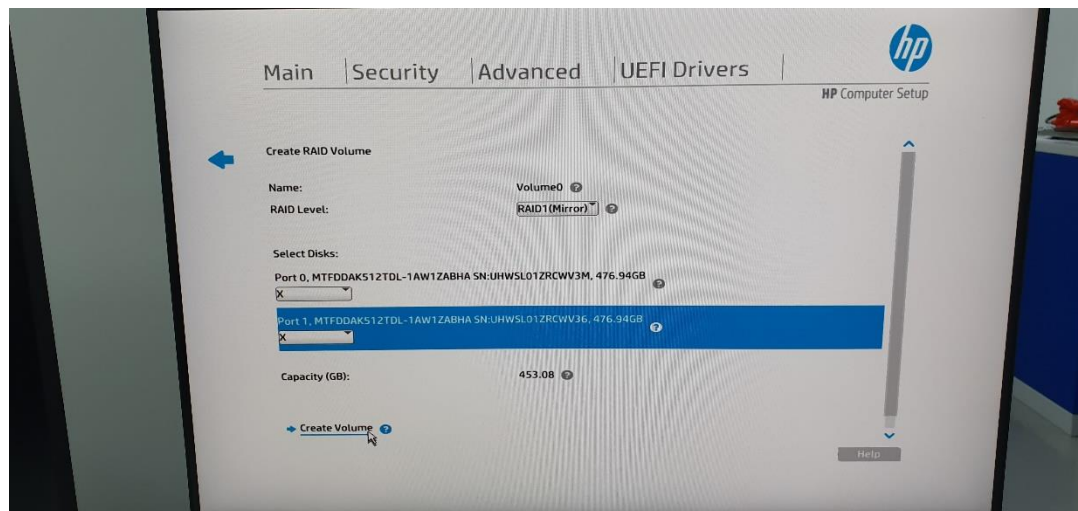 hp
Main Security Advanced UEFI Drivers
HP Computer Setup
Create RAID Volume
Name: Volume0 ?
RAID Level: RAID1(Mirror) ?
Select Disks:
Port 0, MTFDDAK512TDL-1AW1ZABHA SN:UHWSL01ZRCWV3M, 476.94GB ?
X
Port 1, MTFDDAK512TDL-1AW1ZABHA SN:UHWSL01ZRCWV36, 476.94GB ?
X
Capacity (GB): 453.08 ?
Create Volume ?
Help